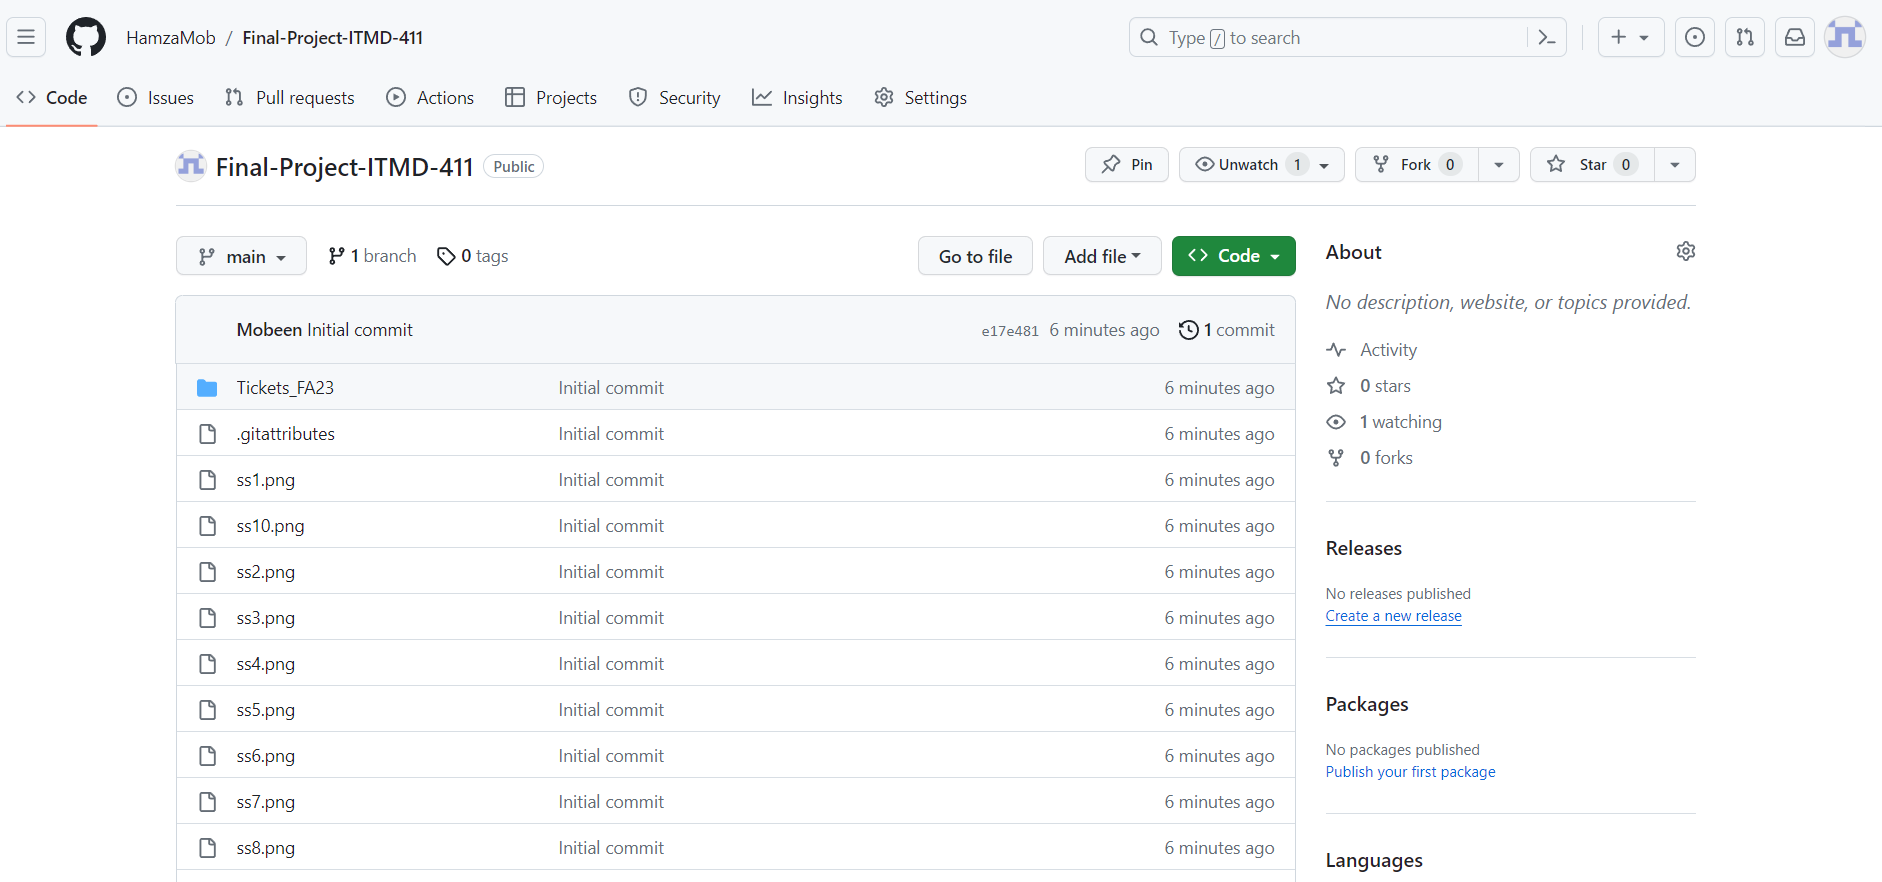 HamzaMob / Final-Project-ITMD-411
Type / to search
Code Issues Pull requests Actions Projects Security Insights Settings
Final-Project-ITMD-411 Public
Pin Unwatch 1 Fork 0 Star 0
main 1 branch 0 tags Go to file Add file Code
Mobeen Initial commit e17e481 6 minutes ago 1 commit
Tickets_FA23 Initial commit 6 minutes ago
.gitattributes Initial commit 6 minutes ago
ss1.png Initial commit 6 minutes ago
ss10.png Initial commit 6 minutes ago
ss2.png Initial commit 6 minutes ago
ss3.png Initial commit 6 minutes ago
ss4.png Initial commit 6 minutes ago
ss5.png Initial commit 6 minutes ago
ss6.png Initial commit 6 minutes ago
ss7.png Initial commit 6 minutes ago
ss8.png Initial commit 6 minutes ago
About
No description, website, or topics provided.
Activity
0 stars
1 watching
0 forks
Releases
No releases published
Create a new release
Packages
No packages published
Publish your first package
Languages